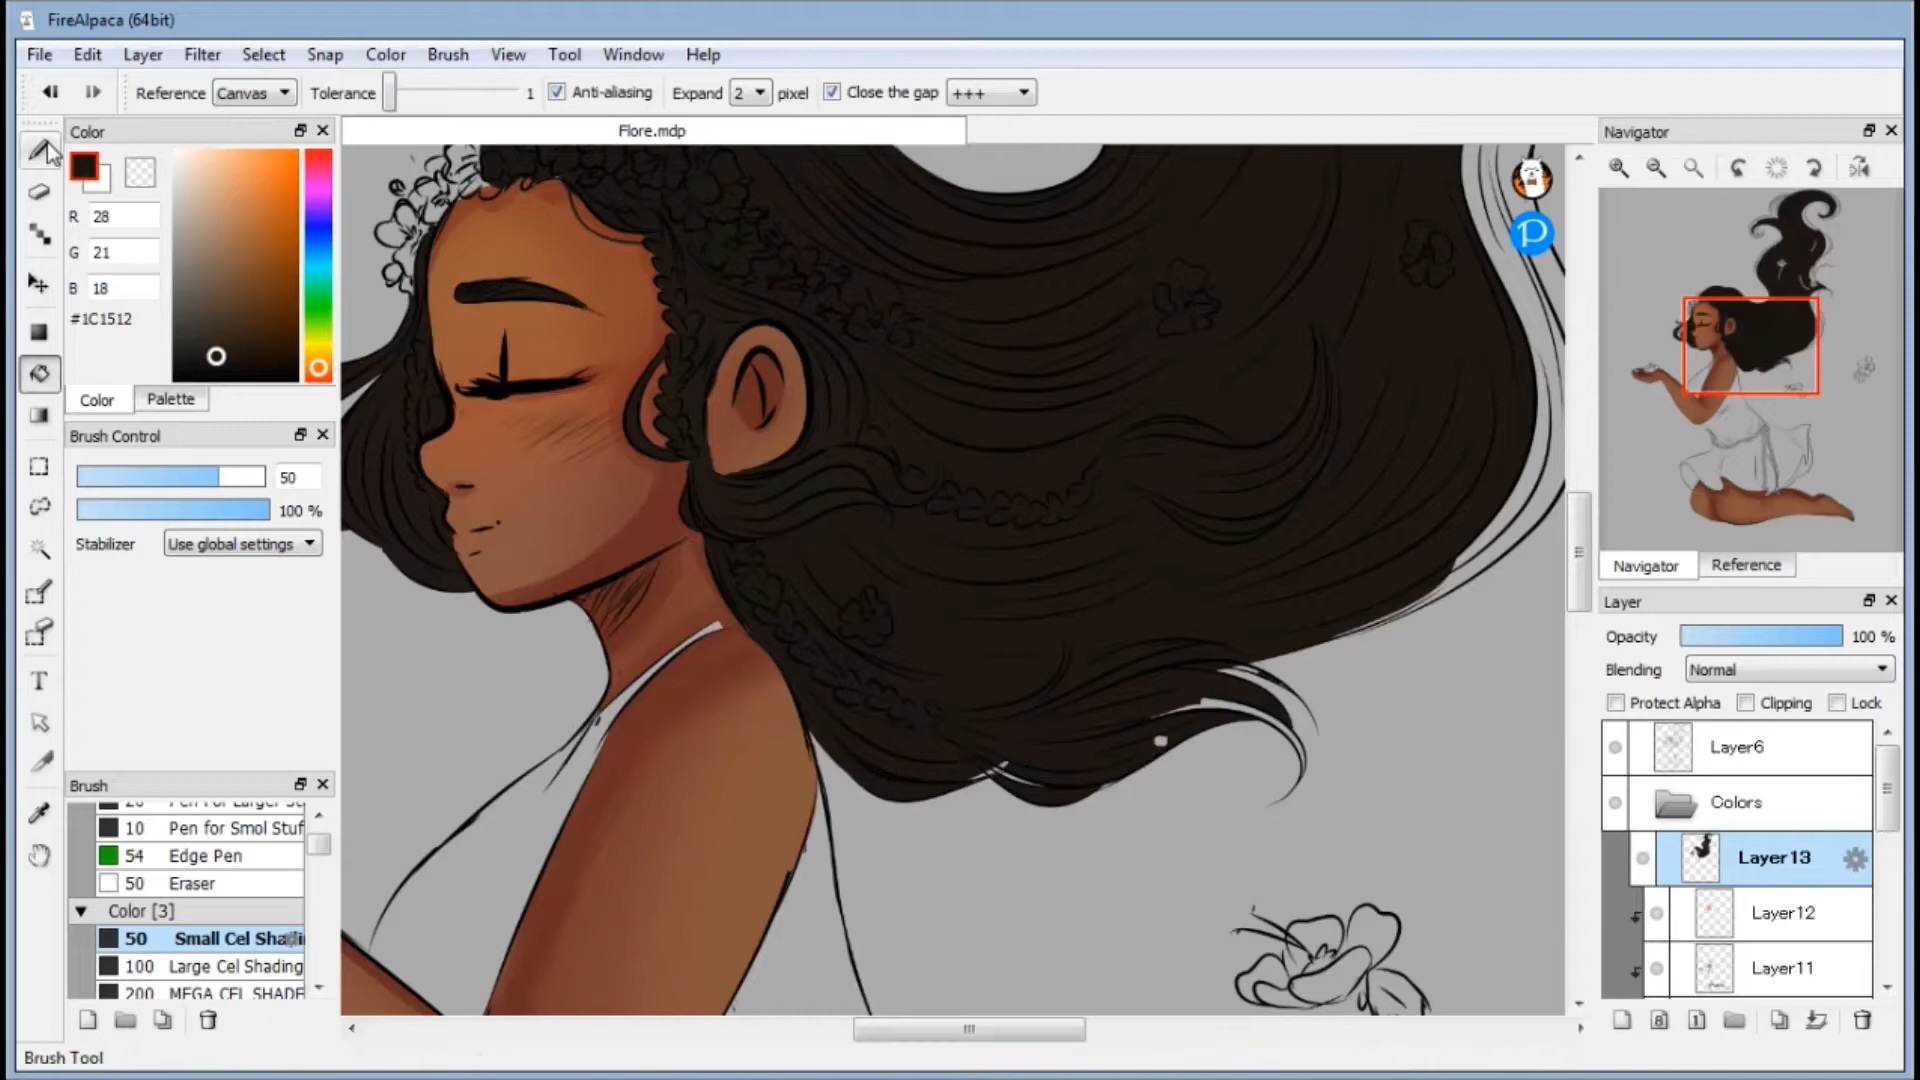 FireAlpaca (64bit)
File Edit Layer Filter Select Snap Color Brush View Tool Window Help
Reference Canvas Tolerance 1 Anti-aliasing Expand 2 pixel Close the gap +++
Color
Flore.mdp
Navigator
R 28
G 21
B 18
#1C1512
Color Palette
Brush Control
50
100 %
Stabilizer Use global settings
Navigator Reference
Layer
Opacity 100 %
Blending Normal
Protect Alpha Clipping Lock
Layer6
Colors
Layer13
Layer12
Layer11
Brush
10 Pen for Smol Stuf
54 Edge Pen
50 Eraser
Color [3]
50 Small Cel Sha
100 Large Cel Shading
200 MEGA CEL SHADE
T
P
8
1
Brush Tool